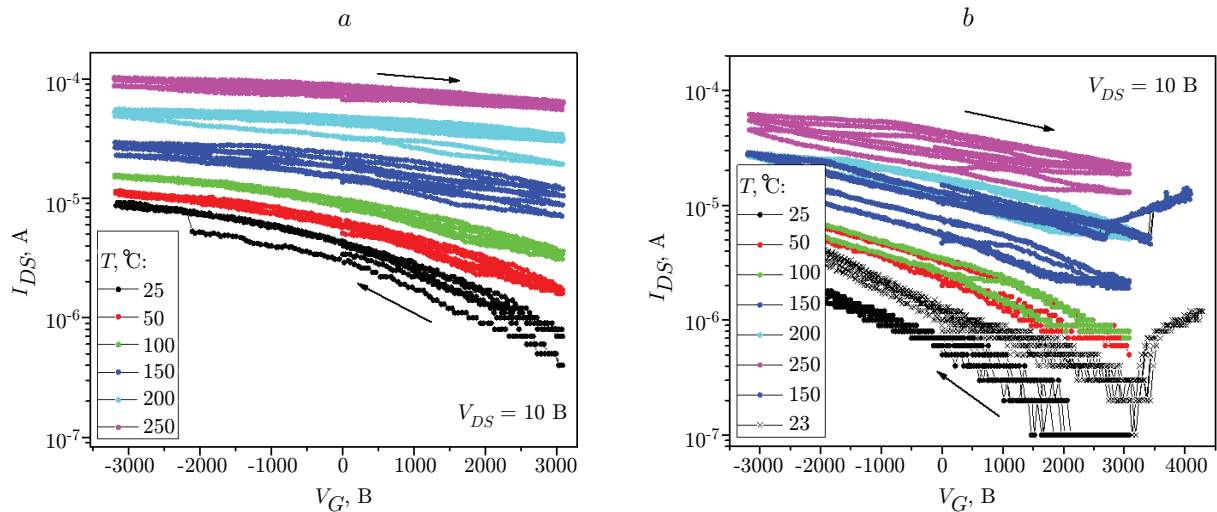 a
10⁻⁴
10⁻⁵
10⁻⁶
10⁻⁷
I_DS, A
T, °C:
25
50
100
150
200
250
V_DS = 10 В
-3000 -2000 -1000 0 1000 2000 3000
V_G, В
b
10⁻⁴
10⁻⁵
10⁻⁶
10⁻⁷
I_DS, A
V_DS = 10 В
T, °C:
25
50
100
150
200
250
150
23
-3000 -2000 -1000 0 1000 2000 3000 4000
V_G, В